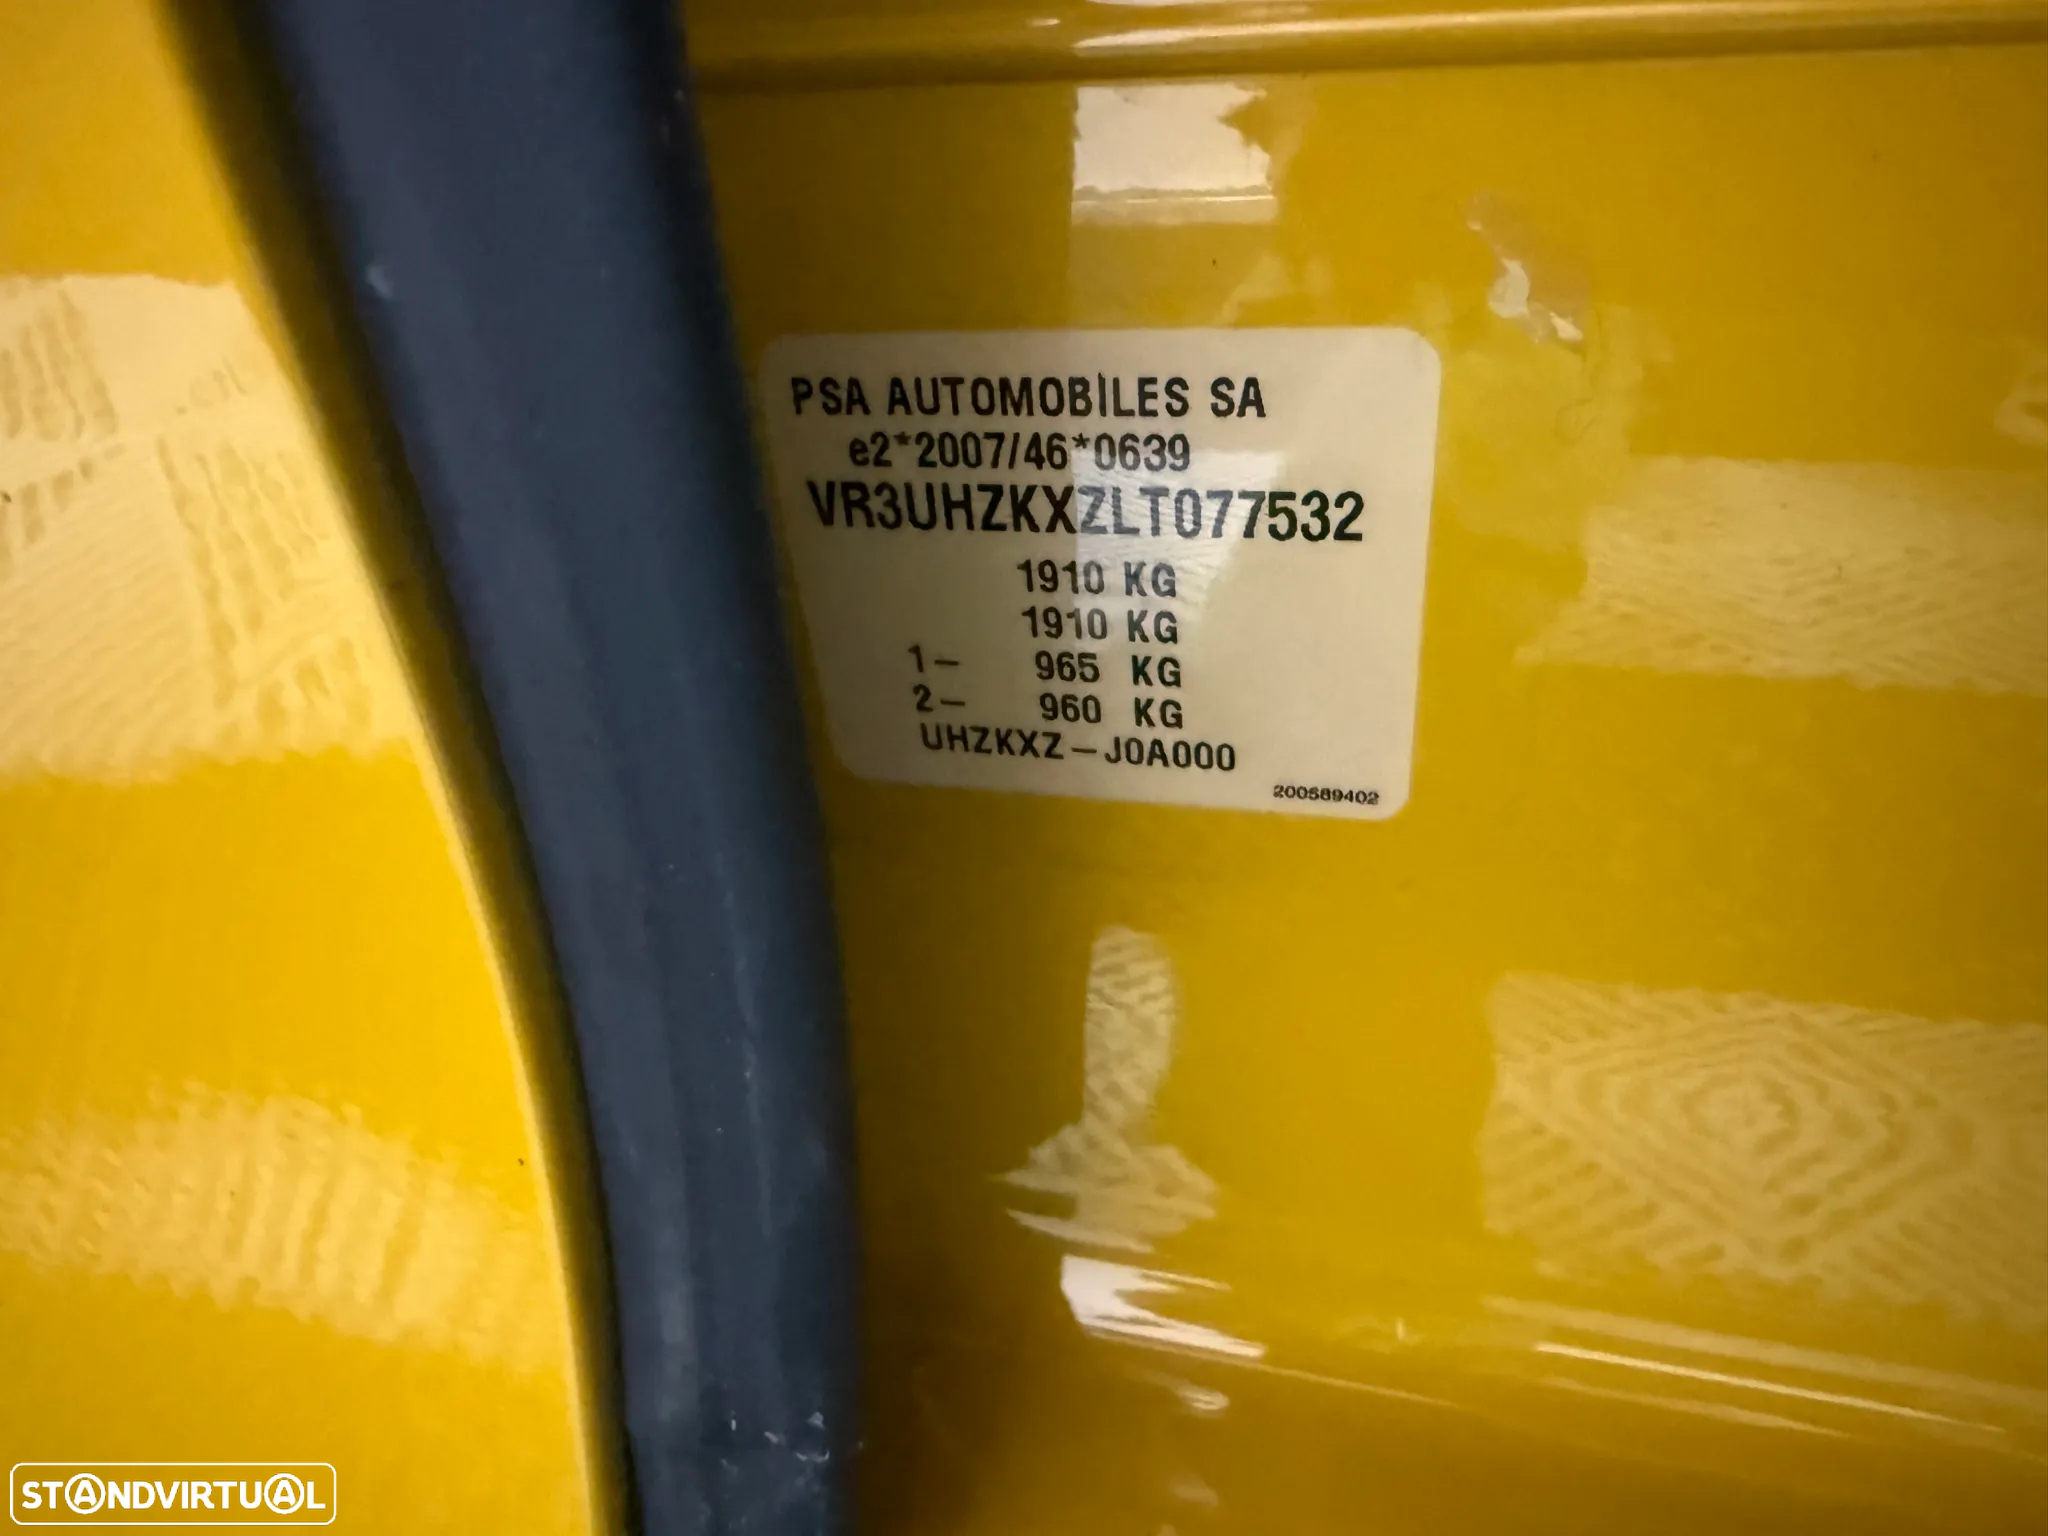 PSA AUTOMOBILES SA
e2*2007/46*0639
VR3UHZKXZLT077532
1910 KG
1910 KG
1- 965 KG
2- 960 KG
UHZKXZ-J0A000
200589402
STANDVIRTUAL